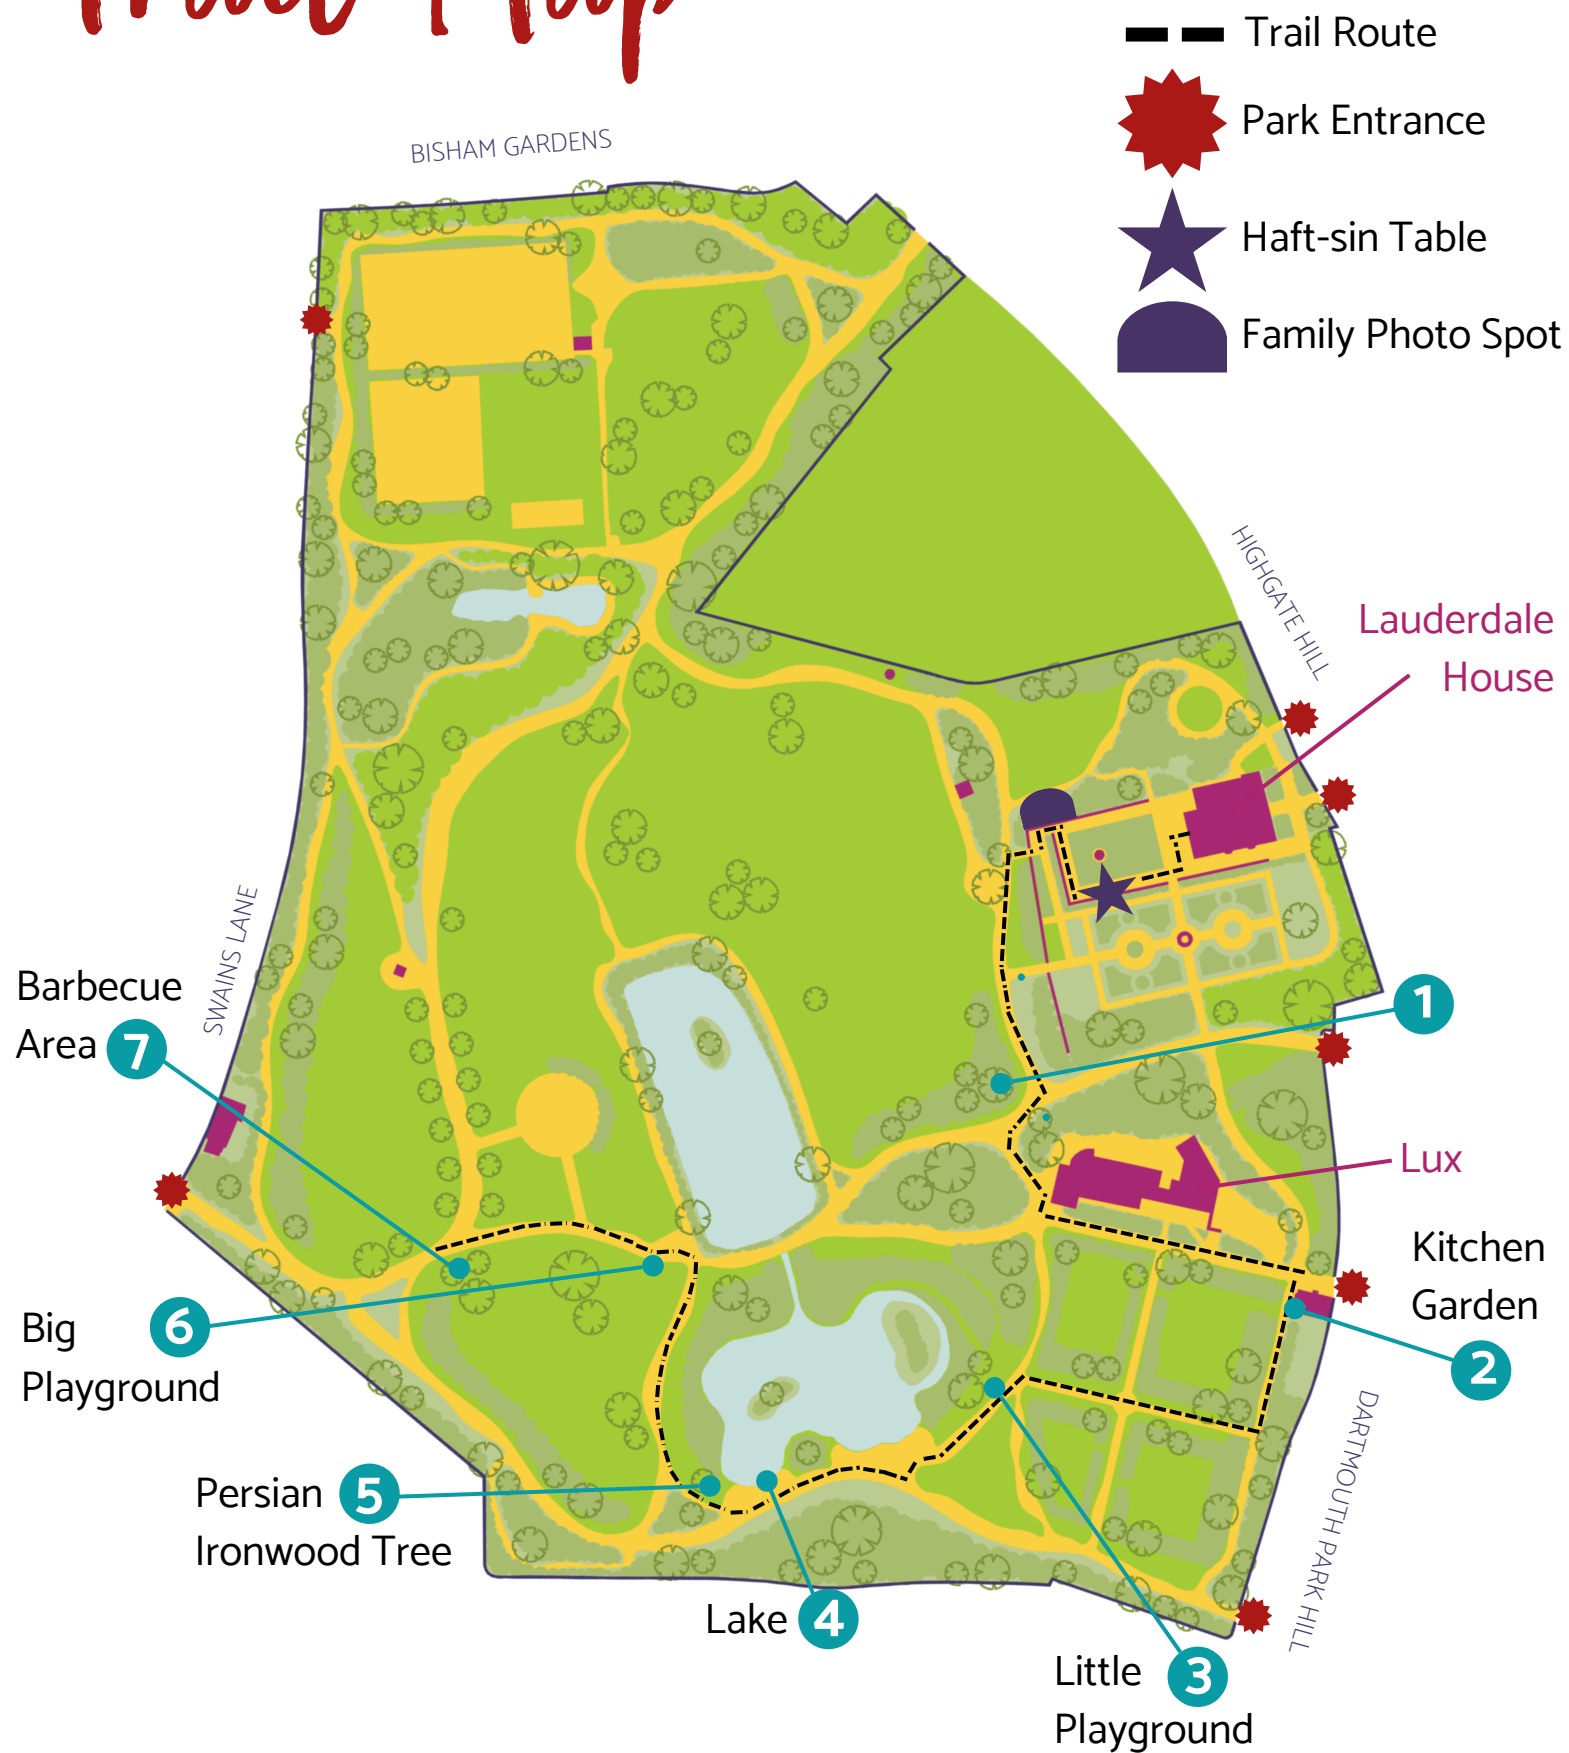 Trail Map
Trail Route
Park Entrance
Haft-sin Table
Family Photo Spot
BISHAM GARDENS
HIGHGATE HILL
Lauderdale
House
SWAINS LANE
Barbecue
Area 7
1
Lux
Kitchen
Garden
2
Big 6
Playground
DARTMOUTH PARK HILL
Persian 5
Ironwood Tree
Lake 4
Little 3
Playground